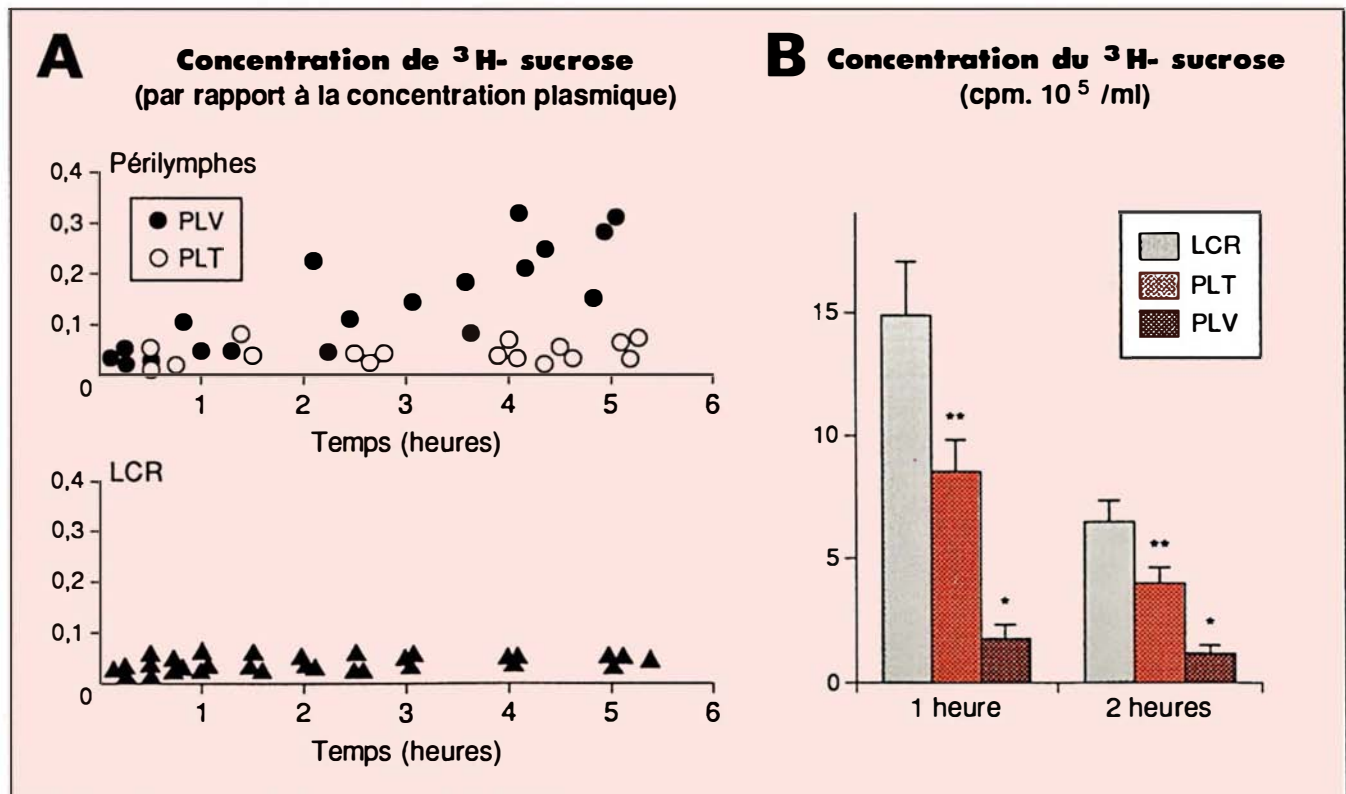 A
Concentration de ³H- sucrose
(par rapport à la concentration plasmique)
Périlymphes
0,4
0,3
0,2
0,1
0
PLV
PLT
1 2 3 4 5 6
Temps (heures)
LCR
0,4
0,3
0,2
0,1
0
1 2 3 4 5 6
Temps (heures)
B
Concentration du ³H- sucrose
(cpm. 10 ⁵ /ml)
LCR
PLT
PLV
15
10
5
0
**
*
**
*
1 heure 2 heures